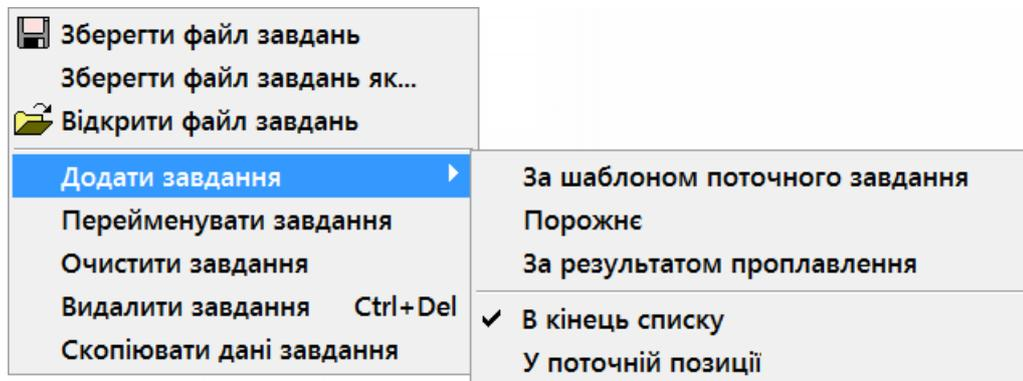 Зберегти файл завдань
Зберегти файл завдань як...
Відкрити файл завдань
Додати завдання
Перейменувати завдання
Очистити завдання
Видалити завдання Ctrl+Del
Скопіювати дані завдання
За шаблоном поточного завдання
Порожнє
За результатом проплавлення
В кінець списку
У поточній позиції